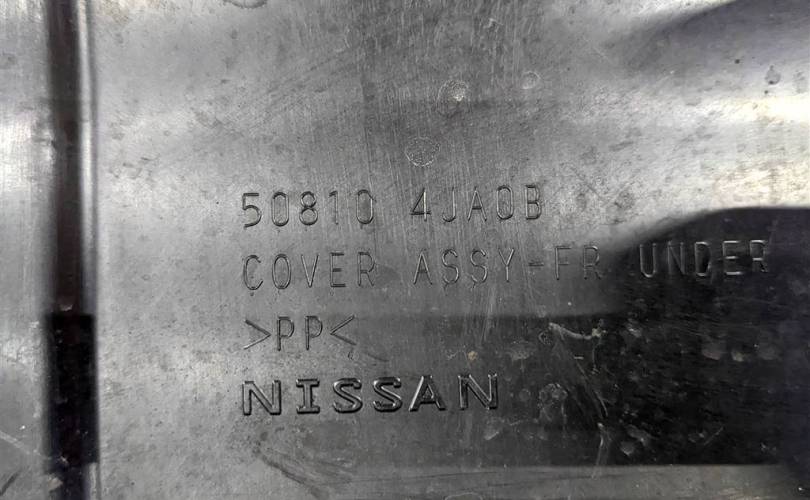 50810 4JA0B
COVER ASSY-FR UNDER
>PP<
NISSAN